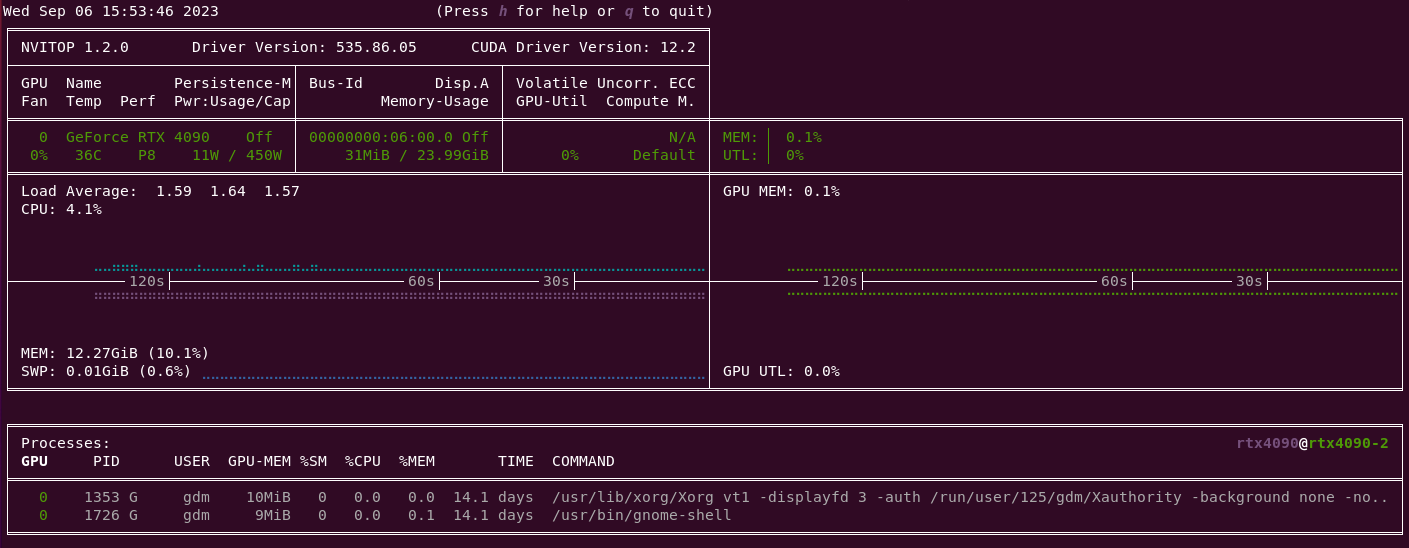 Wed Sep 06 15:53:46 2023 (Press h for help or q to quit)
NVITOP 1.2.0 Driver Version: 535.86.05 CUDA Driver Version: 12.2
GPU Name Persistence-M Bus-Id Disp.A Volatile Uncorr. ECC
Fan Temp Perf Pwr:Usage/Cap Memory-Usage GPU-Util Compute M.
0 GeForce RTX 4090 Off 00000000:06:00.0 Off N/A MEM: 0.1%
0% 36C P8 11W / 450W 31MiB / 23.99GiB 0% Default UTL: 0%
Load Average: 1.59 1.64 1.57 GPU MEM: 0.1%
CPU: 4.1%
120s 60s 30s 120s 60s 30s
MEM: 12.27GiB (10.1%)
SWP: 0.01GiB (0.6%) GPU UTL: 0.0%
Processes: rtx4090@rtx4090-2
GPU PID USER GPU-MEM %SM %CPU %MEM TIME COMMAND
0 1353 G gdm 10MiB 0 0.0 0.0 14.1 days /usr/lib/xorg/Xorg vt1 -displayfd 3 -auth /run/user/125/gdm/Xauthority -background none -no..
0 1726 G gdm 9MiB 0 0.0 0.1 14.1 days /usr/bin/gnome-shell